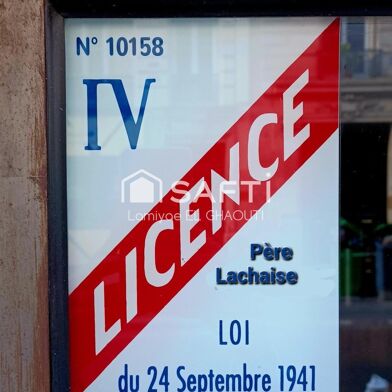 N° 10158
IV
LICENCE
SAFTI
Lamiyae EL GHAOUTI
Père
Lachaise
LOI
du 24 Septembre 1941